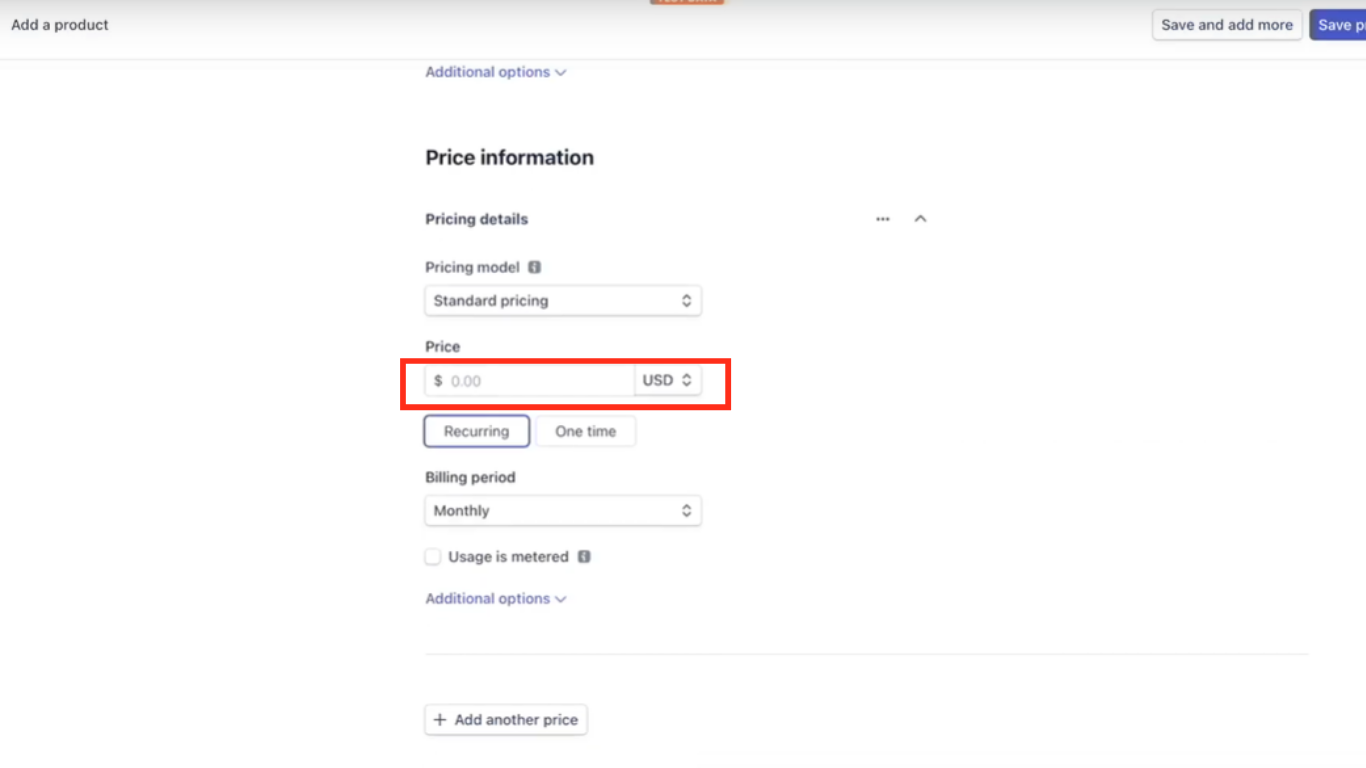 Add a product
Save and add more
Save
Additional options
Price information
Pricing details
Pricing model
Standard pricing
Price
$ 0.00
USD
Recurring
One time
Billing period
Monthly
Usage is metered
Additional options
+ Add another price